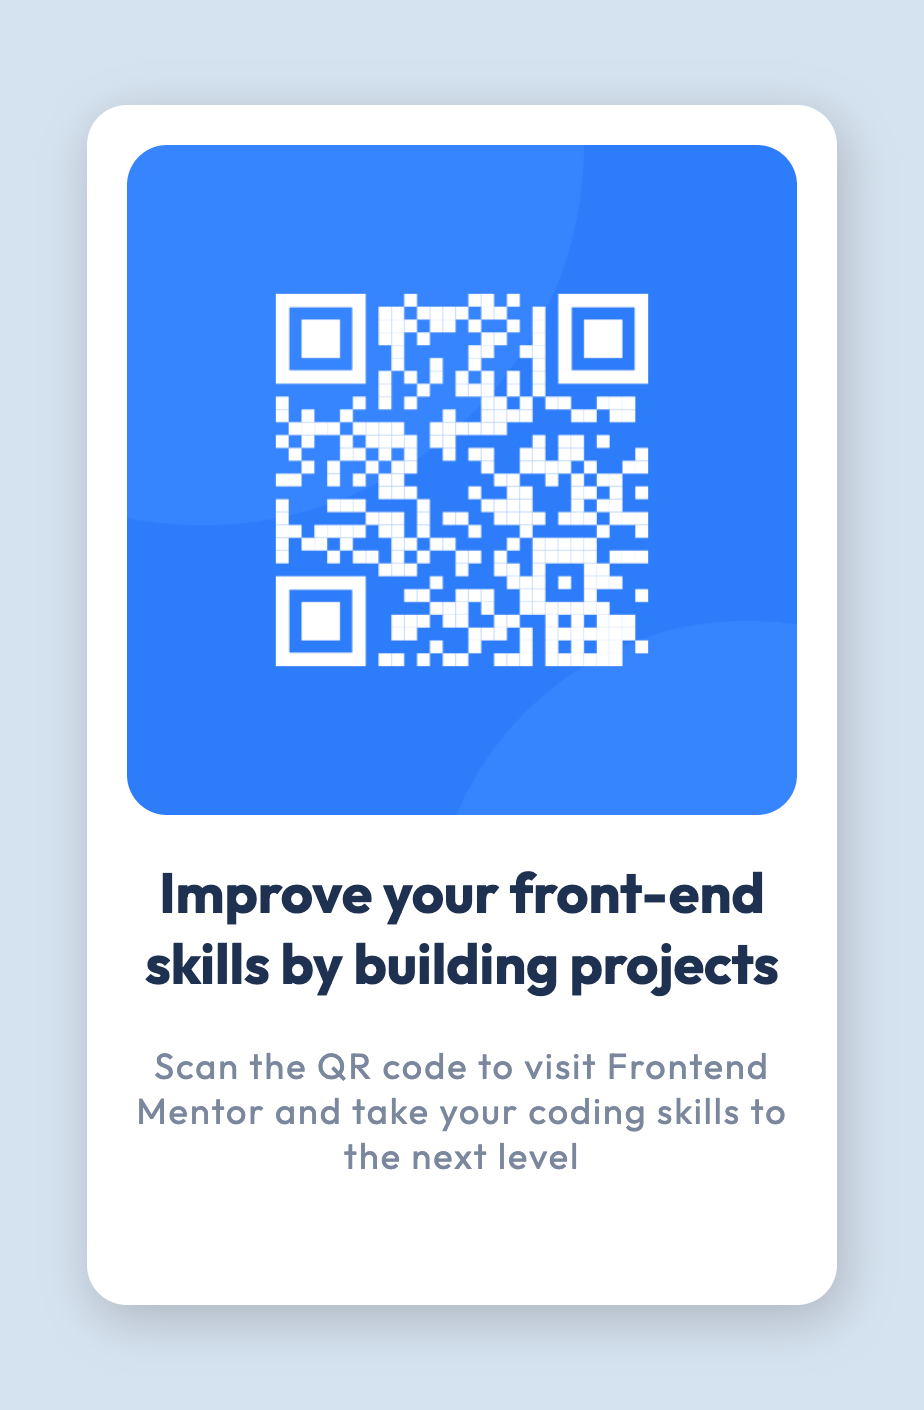 Improve your front-end
skills by building projects
Scan the QR code to visit Frontend
Mentor and take your coding skills to
the next level